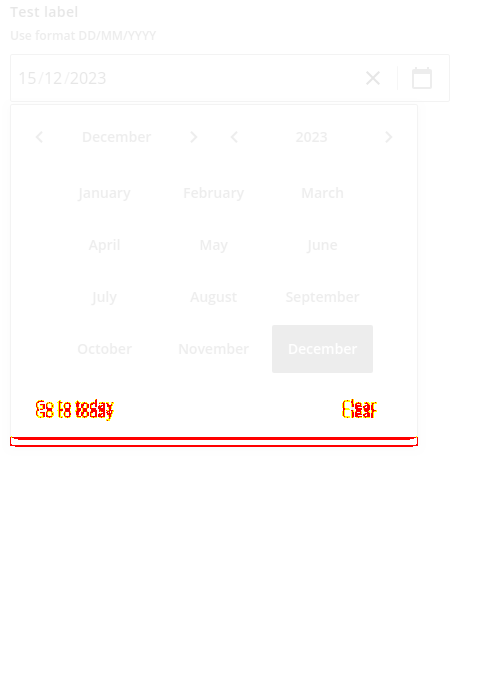 Test label
Use format DD/MM/YYYY
15/12/2023
December 2023
January February March
April May June
July August September
October November December
Go to today Clear